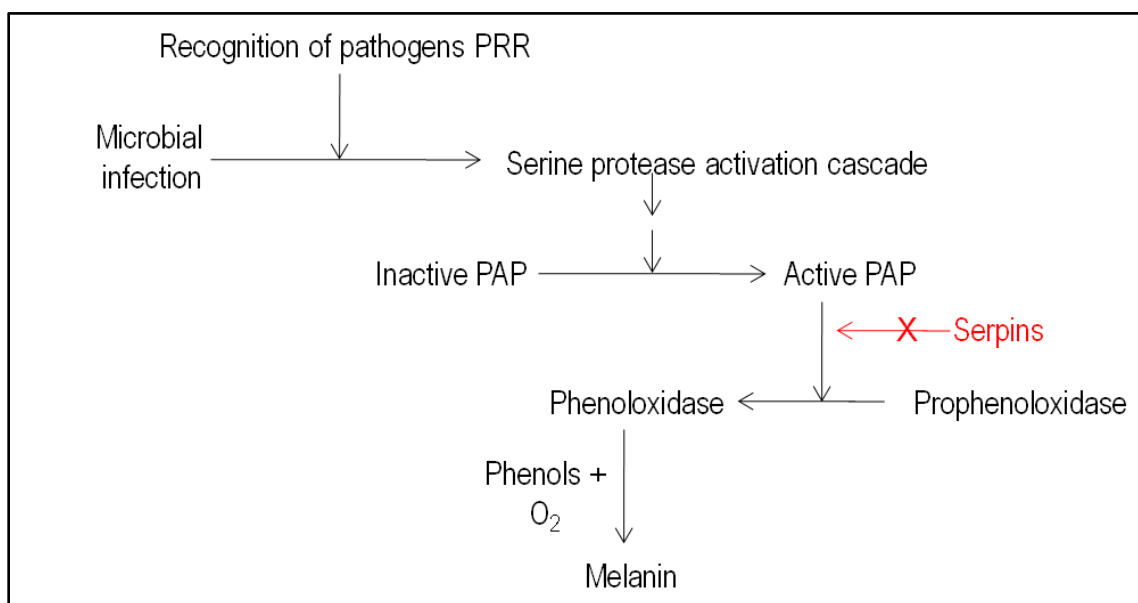 Recognition of pathogens PRR
Microbial
infection
Serine protease activation cascade
Inactive PAP
Active PAP
X
Serpins
Phenoloxidase
Prophenoloxidase
Phenols +
O₂
Melanin